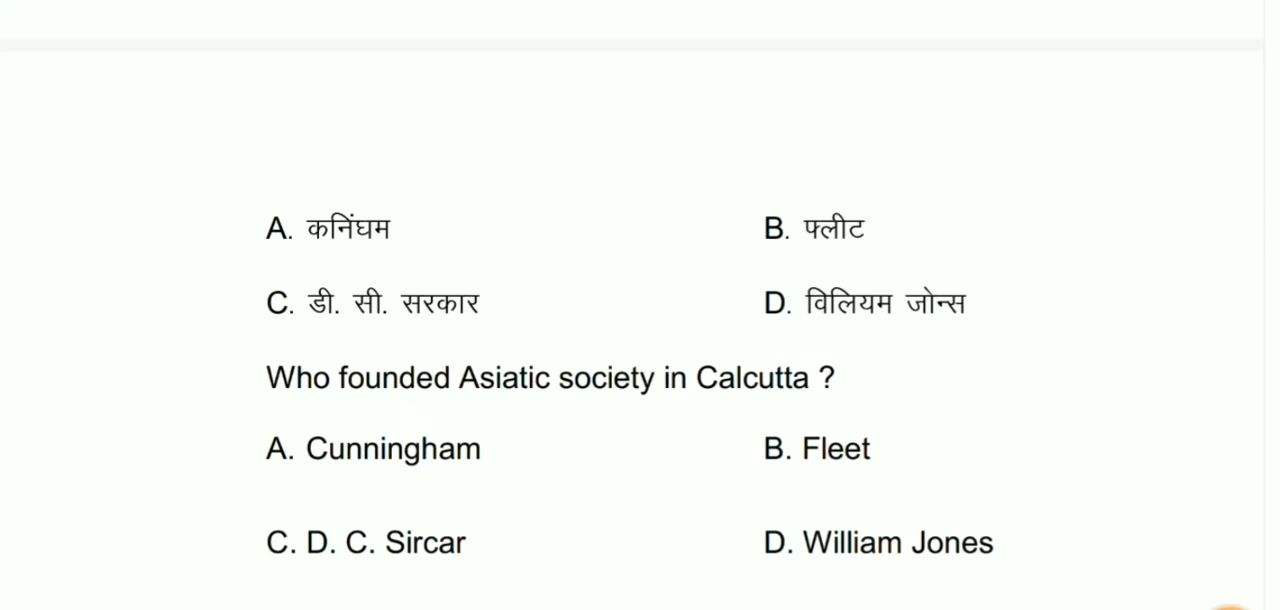 A. कनिंघम B. फ्लीट
C. डी. सी. सरकार D. विलियम जोन्स
Who founded Asiatic society in Calcutta ?
A. Cunningham B. Fleet
C. D. C. Sircar D. William Jones